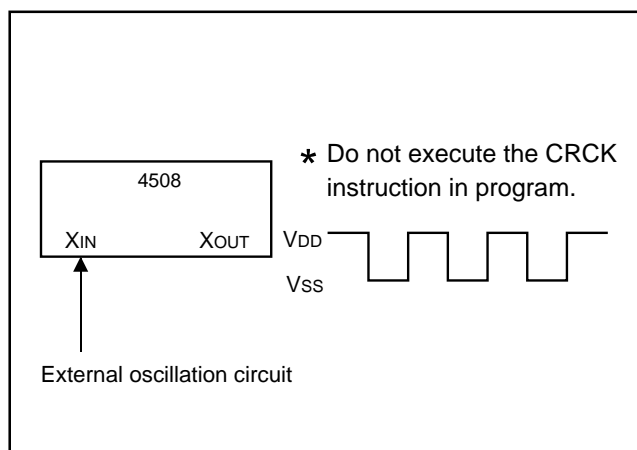 * Do not execute the CRCK
instruction in program.
4508
XIN XOUT
VDD
VSS
External oscillation circuit